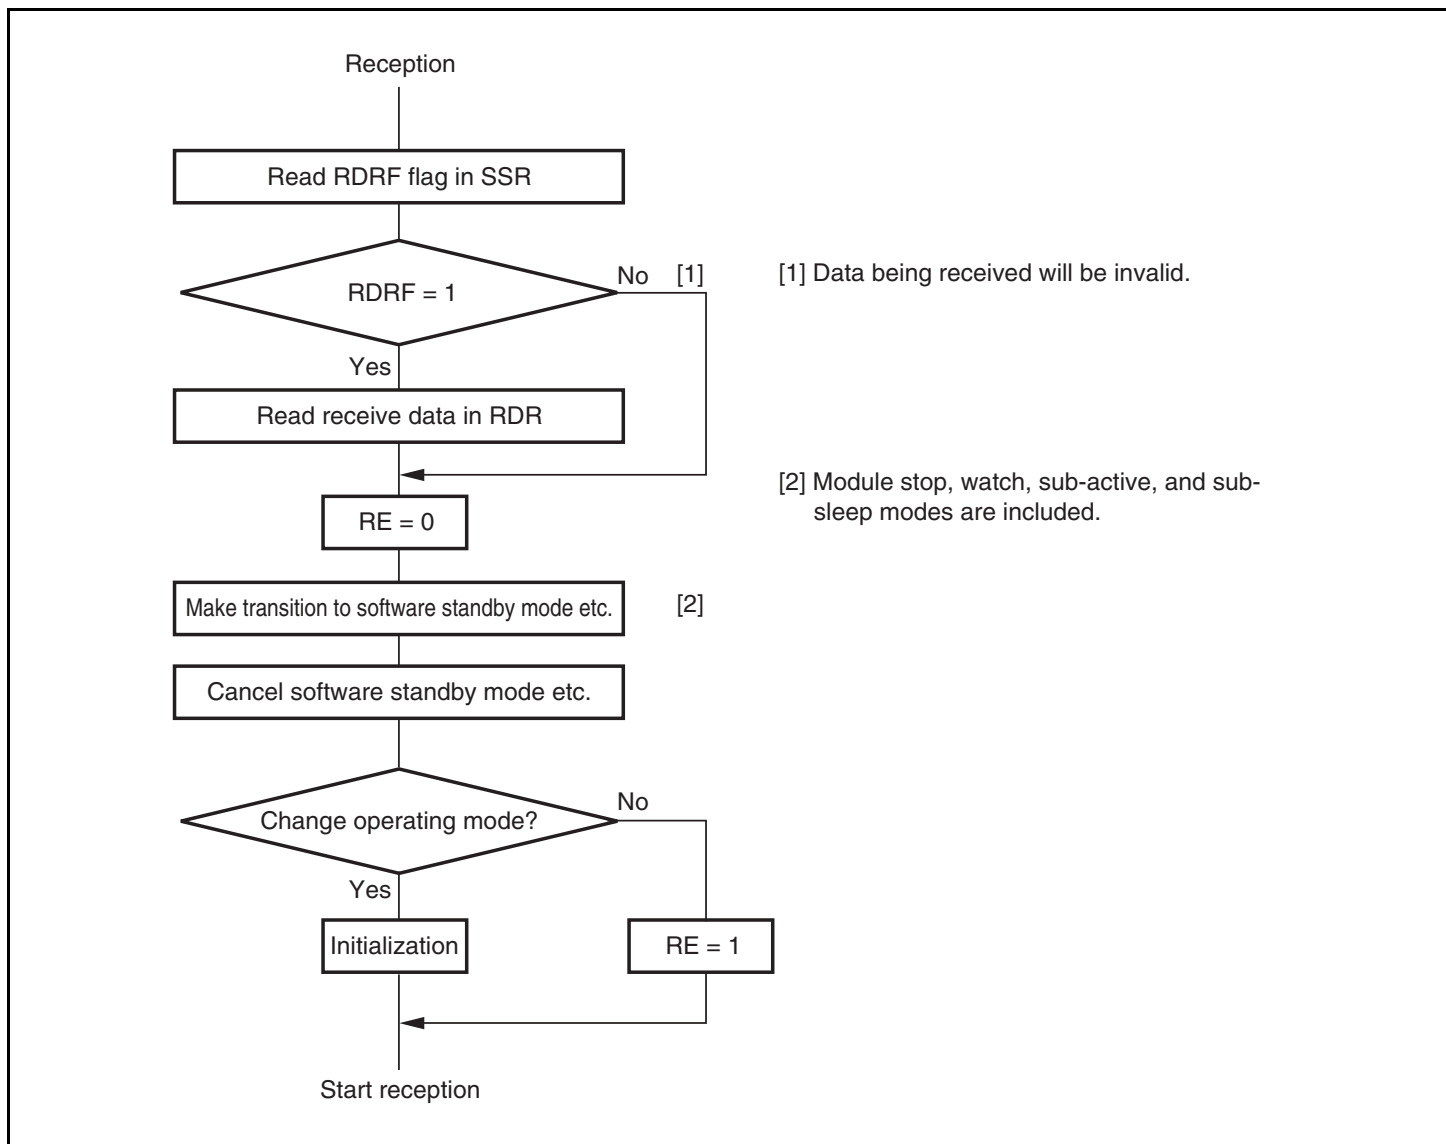 Reception
Read RDRF flag in SSR
No [1]
[1] Data being received will be invalid.
RDRF = 1
Yes
Read receive data in RDR
[2] Module stop, watch, sub-active, and sub-
sleep modes are included.
RE = 0
Make transition to software standby mode etc.
[2]
Cancel software standby mode etc.
No
Change operating mode?
Yes
Initialization
RE = 1
Start reception